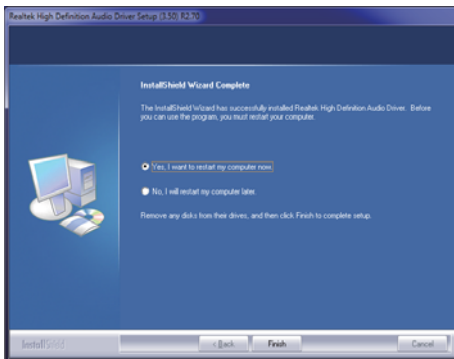 Realtek High Definition Audio Driver Setup (3.50) R2.70
InstallShield Wizard Complete
The InstallShield Wizard has successfully installed Realtek High Definition Audio Driver. Before
you can use the program, you must restart your computer.
Yes, I want to restart my computer now.
No, I will restart my computer later.
Remove any disks from their drives, and then click Finish to complete setup.
InstallShield
< Back
Finish
Cancel